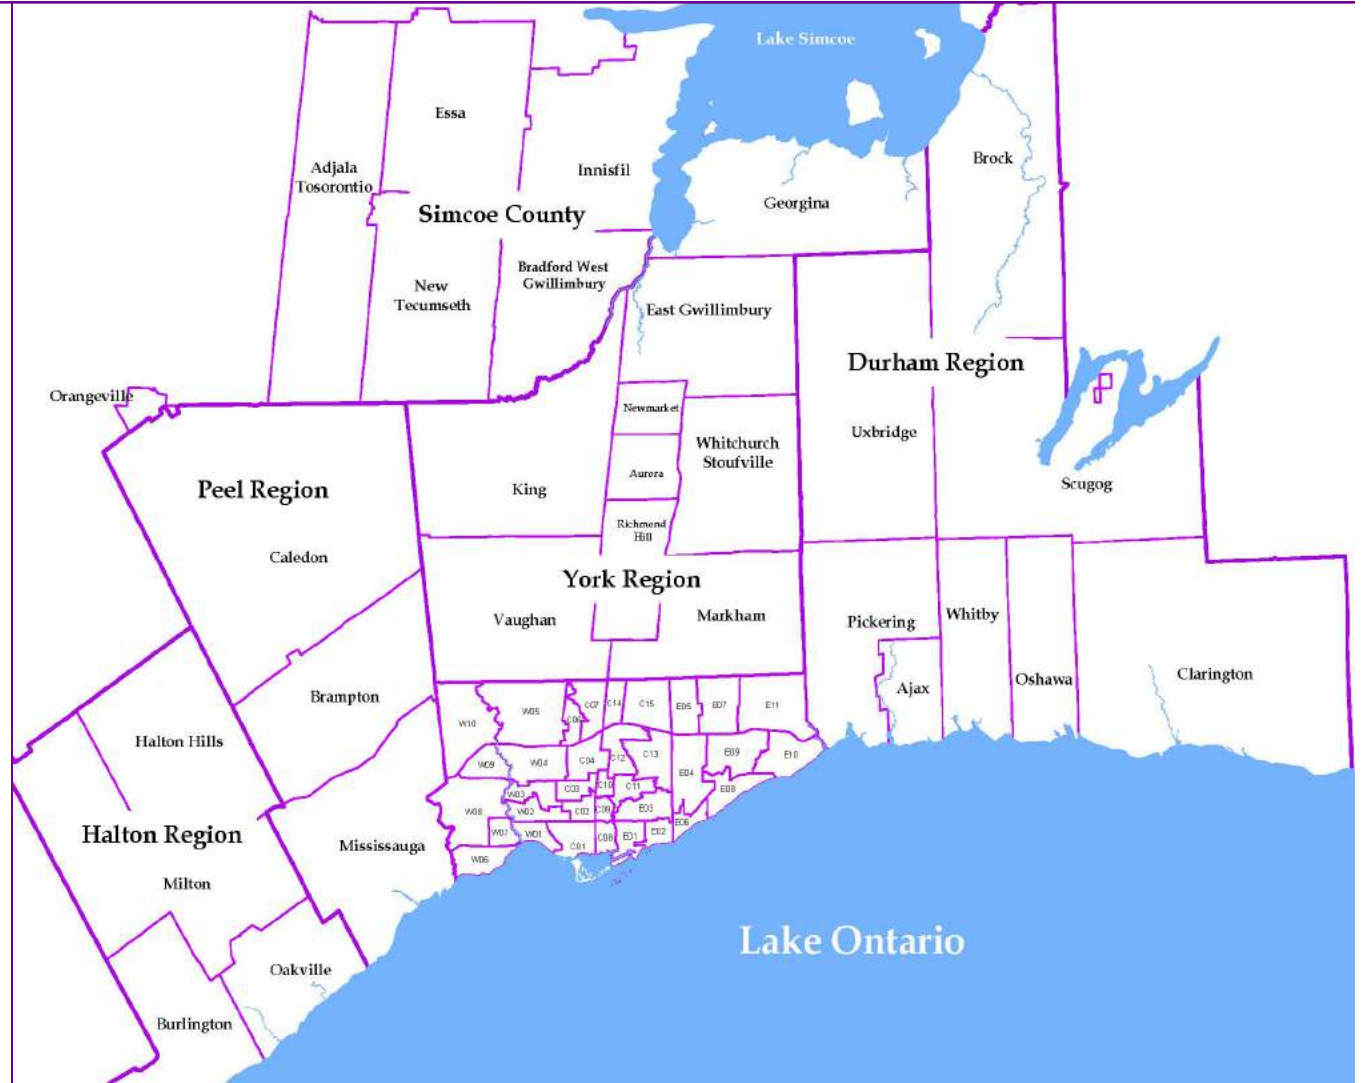 Lake Simcoe
Essa
Brock
Adjala
Tosorontio
Innisfil
Georgina
Simcoe County
Bradford West
Gwillimbury
New
Tecumseth
East Gwillimbury
Durham Region
Orangeville
Newmarket
Uxbridge
Whitchurch
Stoufville
Aurora
Peel Region
King
Scugog
Richmond
Hill
Caledon
York Region
Vaughan
Markham
Pickering
Whitby
Clarington
Oshawa
Ajax
Brampton
Halton Hills
W10
W05
C06
C07
C14
C15
E05
E07
E11
W09
W04
C04
C12
C13
E04
E09
E10
W03
C03
C10
C11
E08
W08
W02
C02
C09
E03
E06
W07
W01
C01
C08
E01
E02
W06
Halton Region
Mississauga
Milton
Lake Ontario
Oakville
Burlington